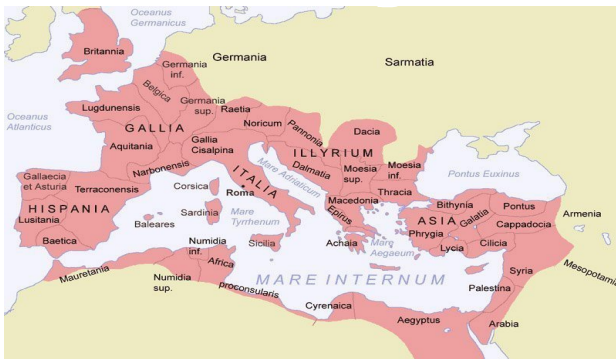 Oceanus
Germanicus
Britannia
Germania
inf.
Germania
Sarmatia
Belgica
Oceanus
Atlanticus
Lugdunensis
Germania
sup.
Raetia
Noricum
Pannonia
Dacia
GALLIA
Aquitania
Gallia
Cisalpina
ILLYRIUM
Dalmatia
Moesia
sup.
Moesia
inf.
Pontus Euxinus
Narbonensis
ITALIA
Mare Adriaticum
Gallaecia
et Asturia
Terraconensis
Corsica
Roma
Macedonia
Thracia
Bithynia
Pontus
HISPANIA
Lusitania
Baetica
Baleares
Sardinia
Mare
Tyrrhenum
Epirus
ASIA
Galatia
Cappadocia
Armenia
Phrygia
Achaia
Mare
Aegaeum
Lycia
Cilicia
Mesopotamia
Numidia
inf.
Sicilia
Africa
Mauretania
Numidia
sup.
proconsularis
MARE INTERNUM
Syria
Palestina
Cyrenaica
Aegyptus
Arabia